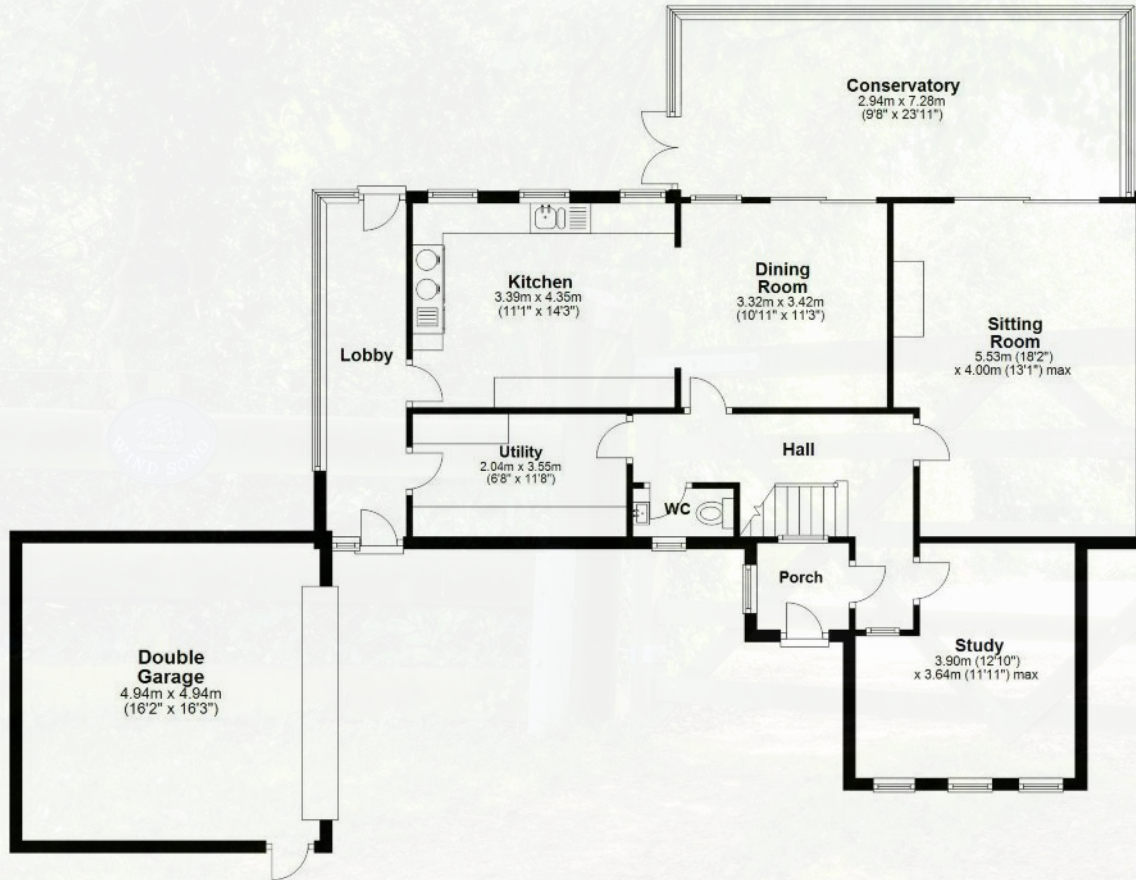 Conservatory
2.94m x 7.28m
(9'8" x 23'11")
Kitchen
3.39m x 4.35m
(11'1" x 14'3")
Dining
Room
3.32m x 3.42m
(10'11" x 11'3")
Sitting
Room
5.53m (18'2")
x 4.00m (13'1") max
Lobby
Utility
2.04m x 3.55m
(6'8" x 11'8")
Hall
WC
Porch
Study
3.90m (12'10")
x 3.64m (11'11") max
Double
Garage
4.94m x 4.94m
(16'2" x 16'3")
WIND SONG